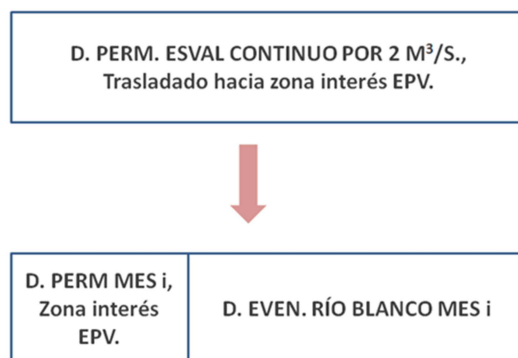 D. PERM. ESVAL CONTINUO POR 2 M³/S.,
Trasladado hacia zona interés EPV.
D. PERM MES i,
Zona interés
EPV.
D. EVEN. RÍO BLANCO MES i